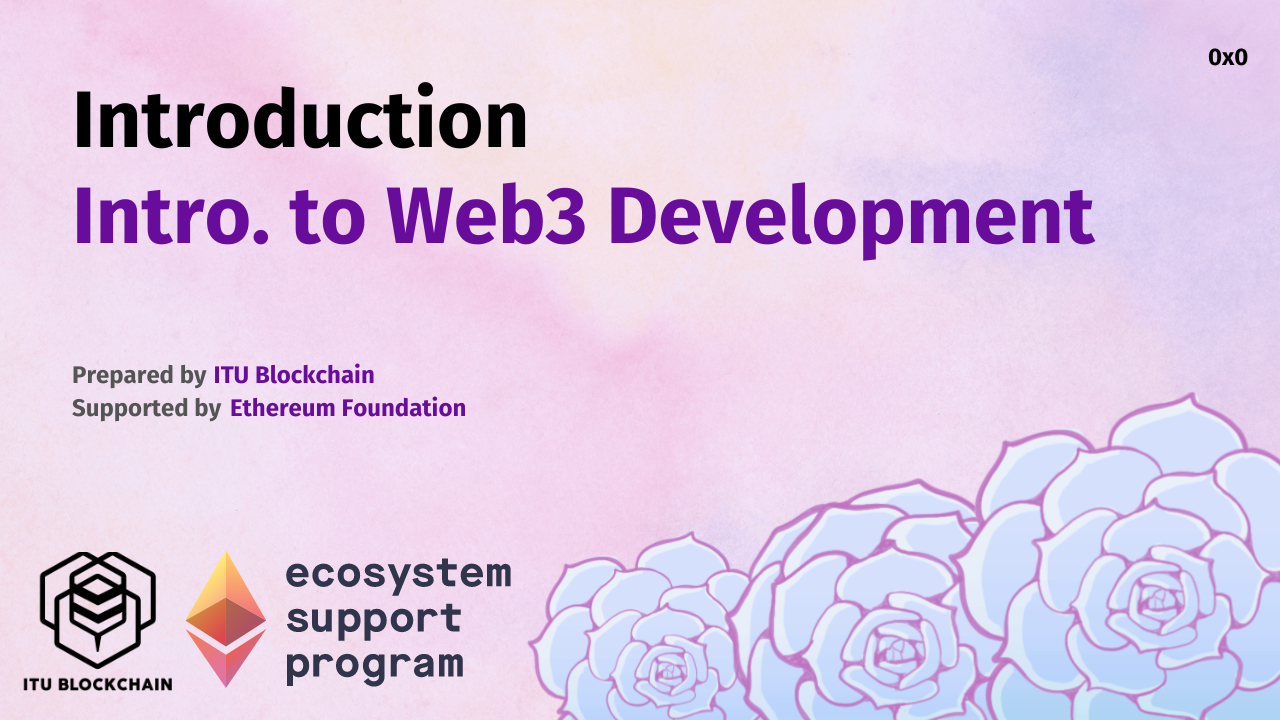 0x0
Introduction
Intro. to Web3 Development
Prepared by ITU Blockchain
Supported by Ethereum Foundation
ITU BLOCKCHAIN
ecosystem
support
program